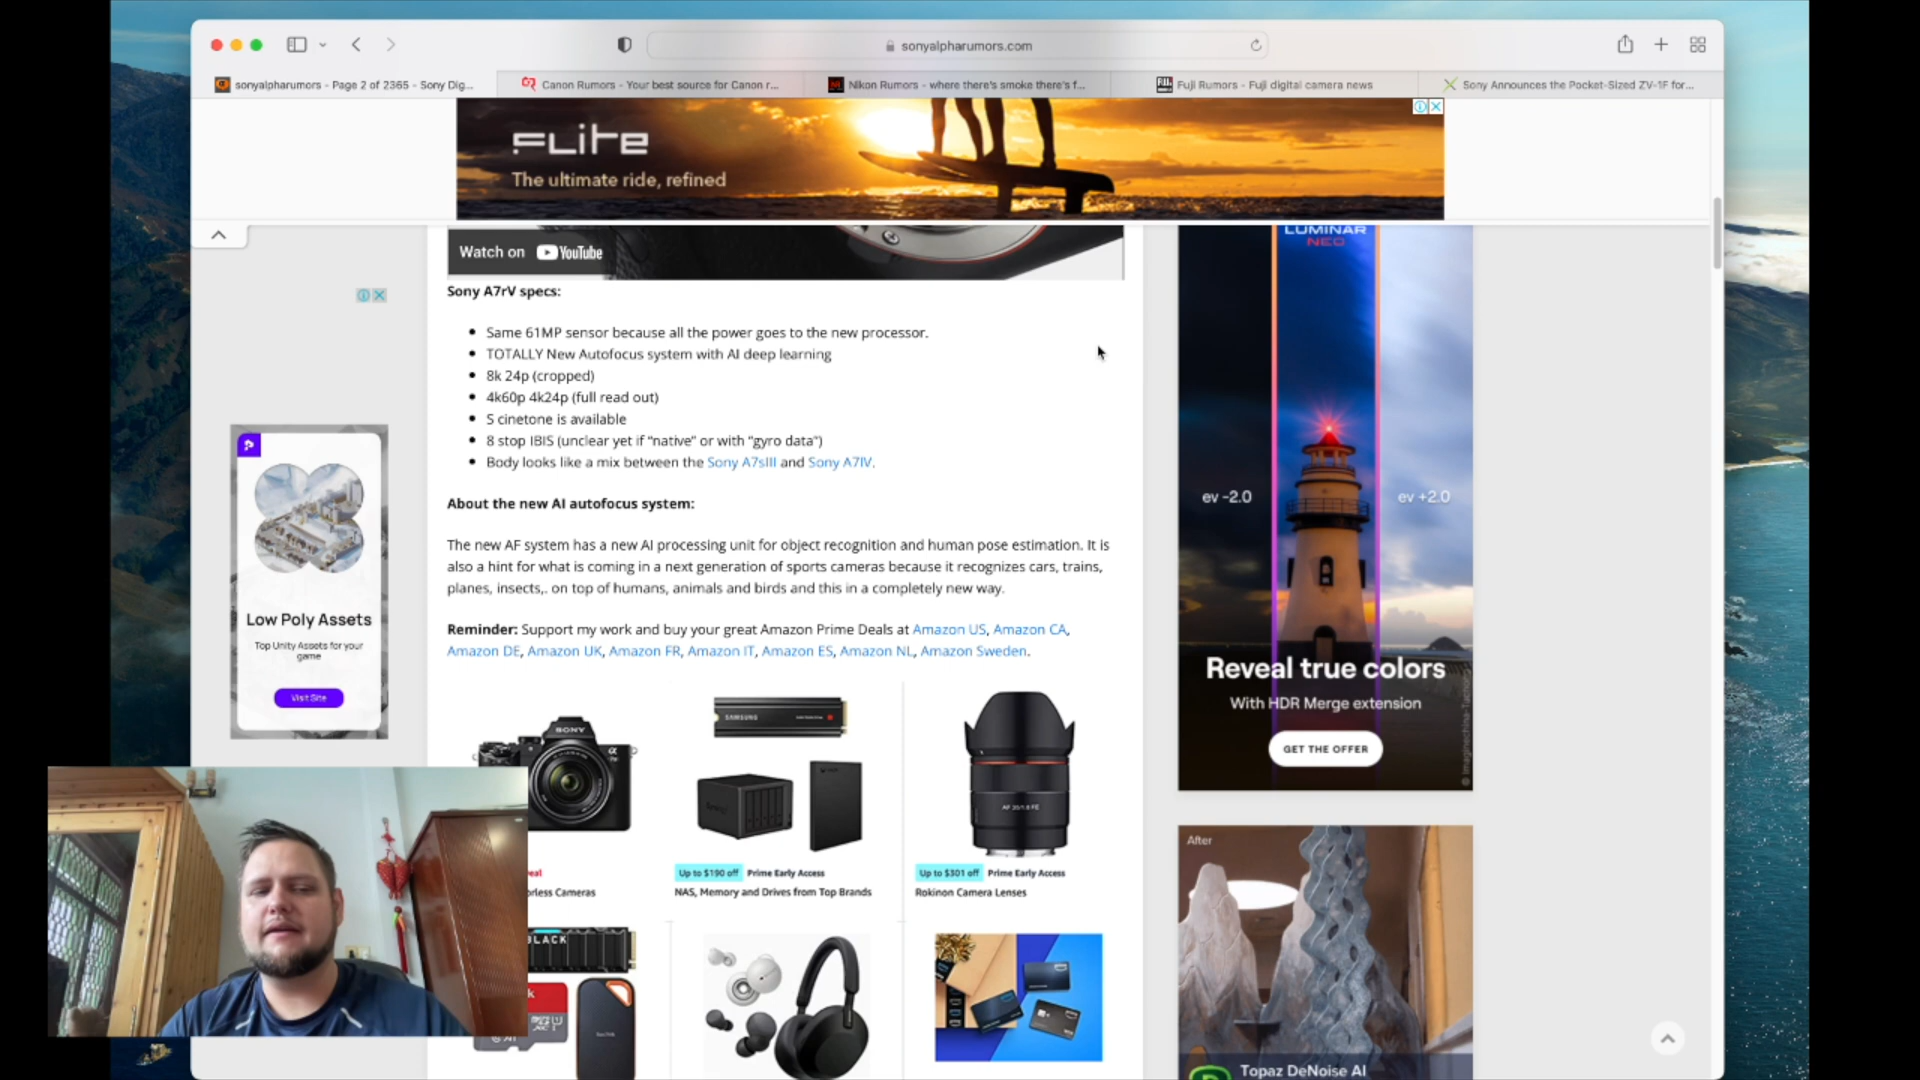 sonyalpharumors.com
sonyalpharumors - Page 2 of 2365 - Sony Dig...
Canon Rumors - Your best source for Canon r...
Nikon Rumors - where there's smoke there's f...
Fuji Rumors - Fuji digital camera news
Sony Announces the Pocket-Sized ZV-1F for...
FLITE
The ultimate ride, refined
Watch on YouTube
Sony A7rV specs:
Same 61MP sensor because all the power goes to the new processor.
TOTALLY New Autofocus system with AI deep learning
8k 24p (cropped)
4k60p 4k24p (full read out)
S cinetone is available
8 stop IBIS (unclear yet if “native” or with “gyro data”)
Body looks like a mix between the Sony A7sIII and Sony A7IV.
About the new AI autofocus system:
The new AF system has a new AI processing unit for object recognition and human pose estimation. It is
also a hint for what is coming in a next generation of sports cameras because it recognizes cars, trains,
planes, insects,. on top of humans, animals and birds and this in a completely new way.
Reminder: Support my work and buy your great Amazon Prime Deals at Amazon US, Amazon CA,
Amazon DE, Amazon UK, Amazon FR, Amazon IT, Amazon ES, Amazon NL, Amazon Sweden.
Low Poly Assets
Top Unity Assets for your
game
Visit Site
LUMINAR
NEO
ev -2.0
ev +2.0
Reveal true colors
With HDR Merge extension
GET THE OFFER
SONY
SAMSUNG
AF 35/1.8 FE
eal
rless Cameras
Up to $190 off Prime Early Access
NAS, Memory and Drives from Top Brands
Up to $301 off Prime Early Access
Rokinon Camera Lenses
BLACK
After
Topaz DeNoise AI